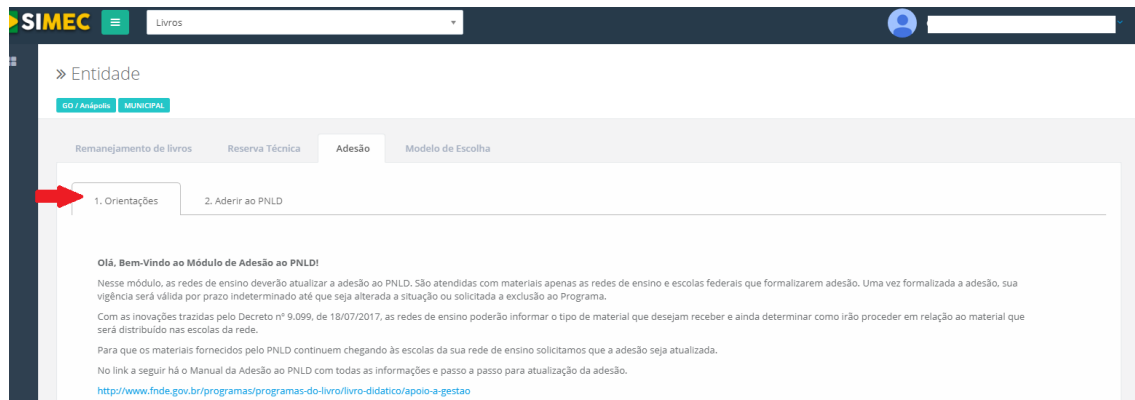 SIMEC Livros
» Entidade
GO / Anápolis MUNICIPAL
Remanejamento de livros Reserva Técnica Adesão Modelo de Escolha
1. Orientações 2. Aderir ao PNLD
Olá, Bem-Vindo ao Módulo de Adesão ao PNLD!
Nesse módulo, as redes de ensino deverão atualizar a adesão ao PNLD. São atendidas com materiais apenas as redes de ensino e escolas federais que formalizarem adesão. Uma vez formalizada a adesão, sua
vigência será válida por prazo indeterminado até que seja alterada a situação ou solicitada a exclusão ao Programa.
Com as inovações trazidas pelo Decreto nº 9.099, de 18/07/2017, as redes de ensino poderão informar o tipo de material que desejam receber e ainda determinar como irão proceder em relação ao material que
será distribuído nas escolas da rede.
Para que os materiais fornecidos pelo PNLD continuem chegando às escolas da sua rede de ensino solicitamos que a adesão seja atualizada.
No link a seguir há o Manual da Adesão ao PNLD com todas as informações e passo a passo para atualização da adesão.
http://www.fnde.gov.br/programas/programas-do-livro/livro-didatico/apoio-a-gestao